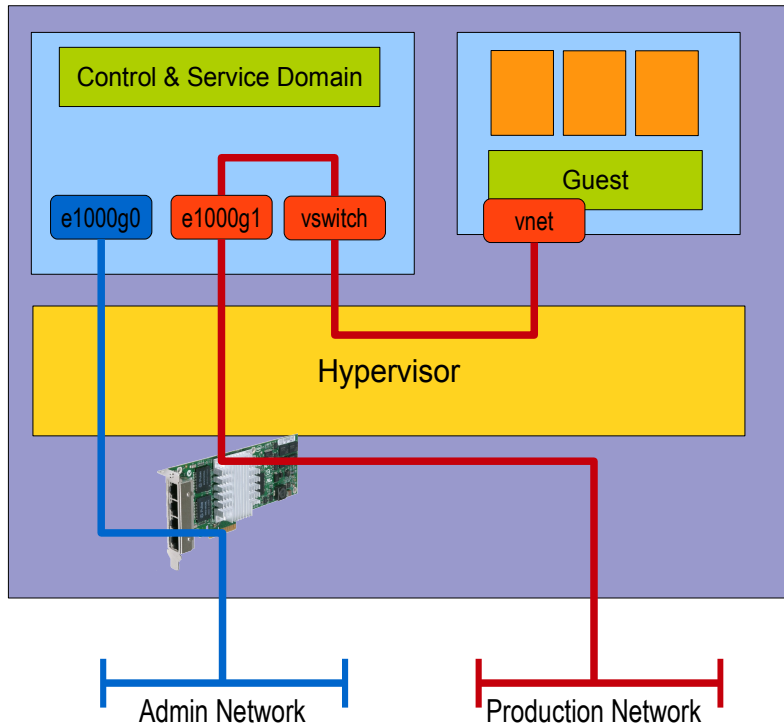 Control & Service Domain
Guest
e1000g0
e1000g1
vswitch
vnet
Hypervisor
Admin Network
Production Network